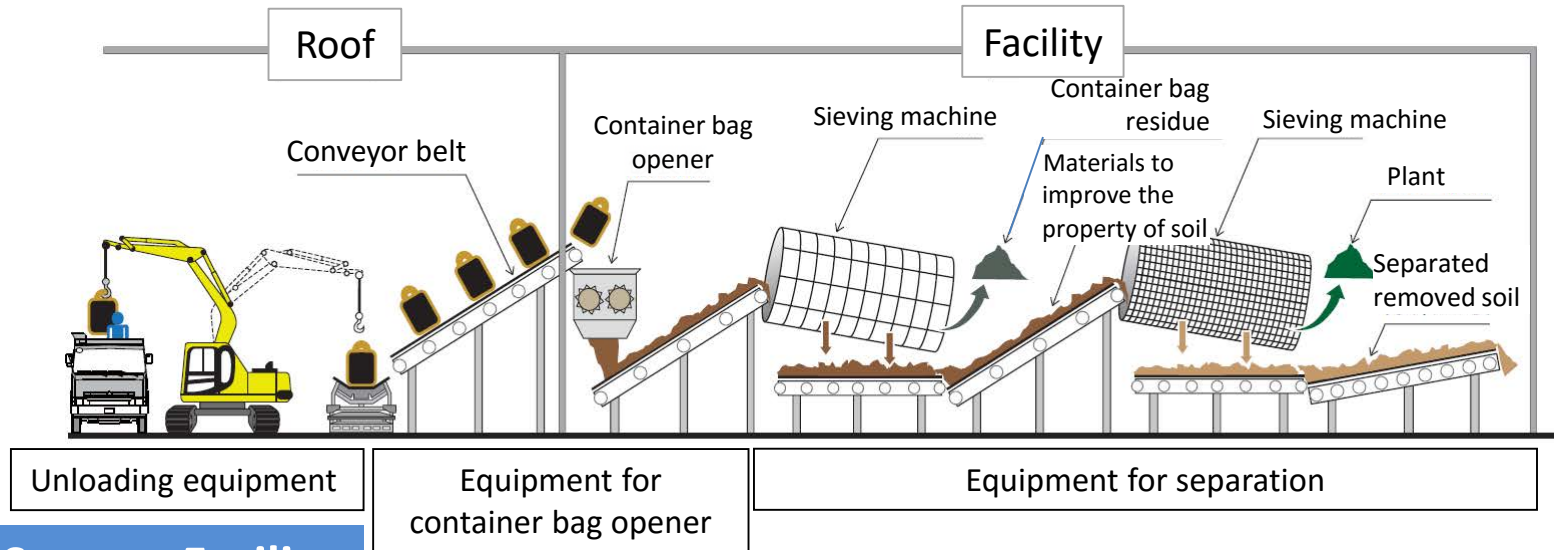 Roof
Facility
Conveyor belt
Container bag
opener
Sieving machine
Container bag
residue
Materials to
improve the
property of soil
Sieving machine
Plant
Separated
removed soil
Unloading equipment
Equipment for
container bag opener
Equipment for separation